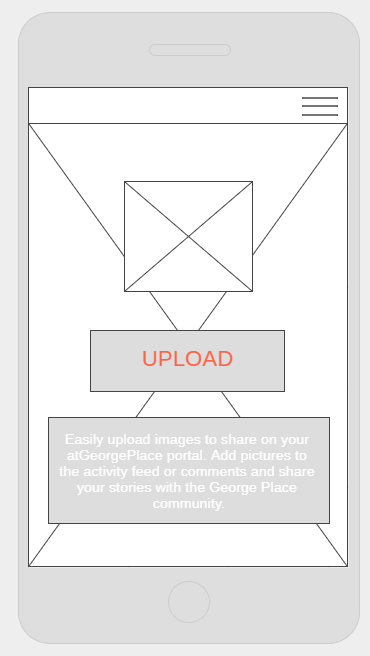 UPLOAD
Easily upload images to share on your
atGeorgePlace portal. Add pictures to
the activity feed or comments and share
your stories with the George Place
community.